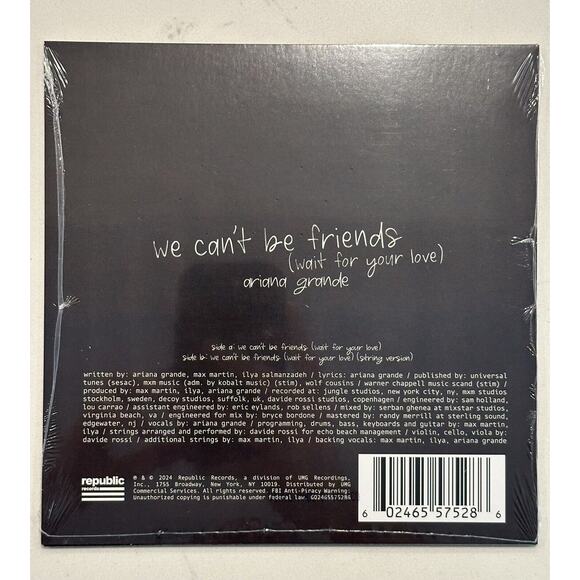 we can't be friends
(wait for your love)
ariana grande
side a: we can't be friends (wait for your love)
side b: we can't be friends (wait for your love) (string version)
written by: ariana grande, max martin, ilya salmanzadeh / lyrics: ariana grande / published by: universal
tunes (sesac), mxm music (adm. by kobalt music) (stim), wolf cousins / warner chappell music scand (stim) /
produced by: max martin, ilya, ariana grande / recorded at: jungle studios, new york city, ny, mxm studios
stockholm, sweden, decoy studios, suffolk, uk, davide rossi studios, copenhagen / engineered by: sam holland,
lou carrao / assistant engineered by: eric eylands, rob sellens / mixed by: serban ghenea at mixstar studios,
virginia beach, va / engineered for mix by: bryce bordone / mastered by: randy merrill at sterling sound,
edgewater, nj / vocals by: ariana grande / programming, drums, bass, keyboards and guitar by: max martin,
ilya / strings arranged and performed by: davide rossi for echo beach management / violin, cello, viola by:
davide rossi / additional strings by: max martin, ilya / backing vocals: max martin, ilya, ariana grande
republic
records
℗ & © 2024 Republic Records, a division of UMG Recordings,
Inc., 1755 Broadway, New York, NY 10019. Distributed by UMG
Commercial Services. All rights reserved. FBI Anti-Piracy Warning:
Unauthorized copying is punishable under federal law. G024655752B6
6 02465 57528 6